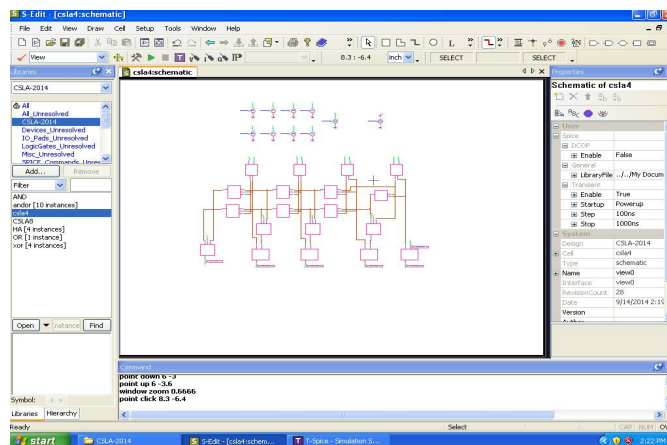 S-Edit - [csla4:schematic]
File Edit View Draw Cell Setup Tools Window Help
View
8.3 : -6.4
inch
SELECT
SELECT
Libraries
CSLA-2014
All
All_Unresolved
CSLA-2014
Devices_Unresolved
IO_Pads_Unresolved
LogicGates_Unresolved
Misc_Unresolved
SPICE_Commands_Unres
Add...
Remove
Filter
AND
andor [10 instances]
csla4
CSLA8
HA [4 instances]
OR [1 instances]
xor [4 instances]
Open
nstance
Find
Symbol:
Libraries
Hierarchy
csla4:schematic
Properties
Schematic of csla4
User
Spice
DCOP
Enable False
General
LibraryFile ../../My Docum
Transient
Enable True
Startup Powerup
Step 100ns
Stop 1000ns
System
Design CSLA-2014
Cell csla4
Type schematic
Name view0
Interface view0
RevisionCount 28
Date 9/14/2014 2:19
Version
Command
point down 6 -3
point up 6 -3.6
window zoom 0.6666
point click 8.3 -6.4
Ready
Select
CAP NUM
start
CSLA-2014
S-Edit - [csla4:schem...
T-Spice - Simulation S...
2:22 PM